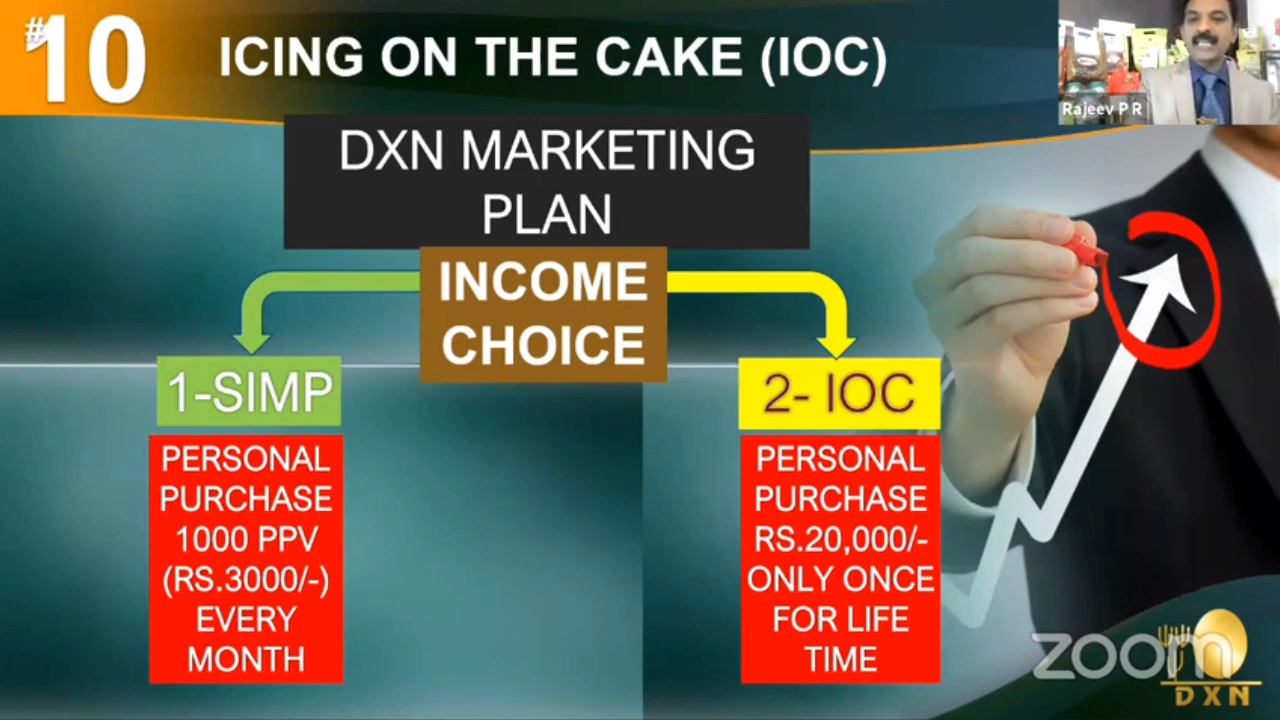 #10
ICING ON THE CAKE (IOC)
Rajeev P R
DXN MARKETING
PLAN
INCOME
CHOICE
1-SIMP
2- IOC
PERSONAL
PURCHASE
1000 PPV
(RS.3000/-)
EVERY
MONTH
PERSONAL
PURCHASE
RS.20,000/-
ONLY ONCE
FOR LIFE
TIME
zoom
DXN